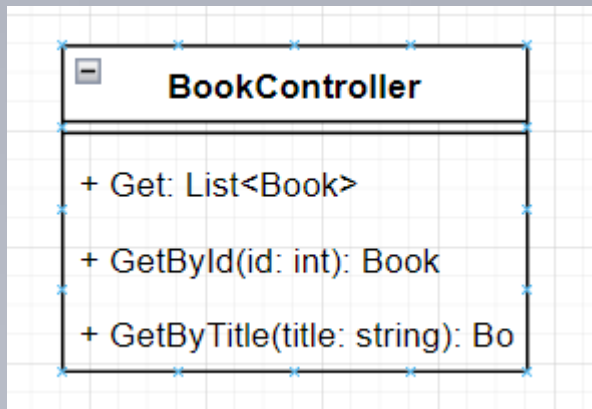 BookController
+ Get: List<Book>
+ GetById(id: int): Book
+ GetByTitle(title: string): Bo